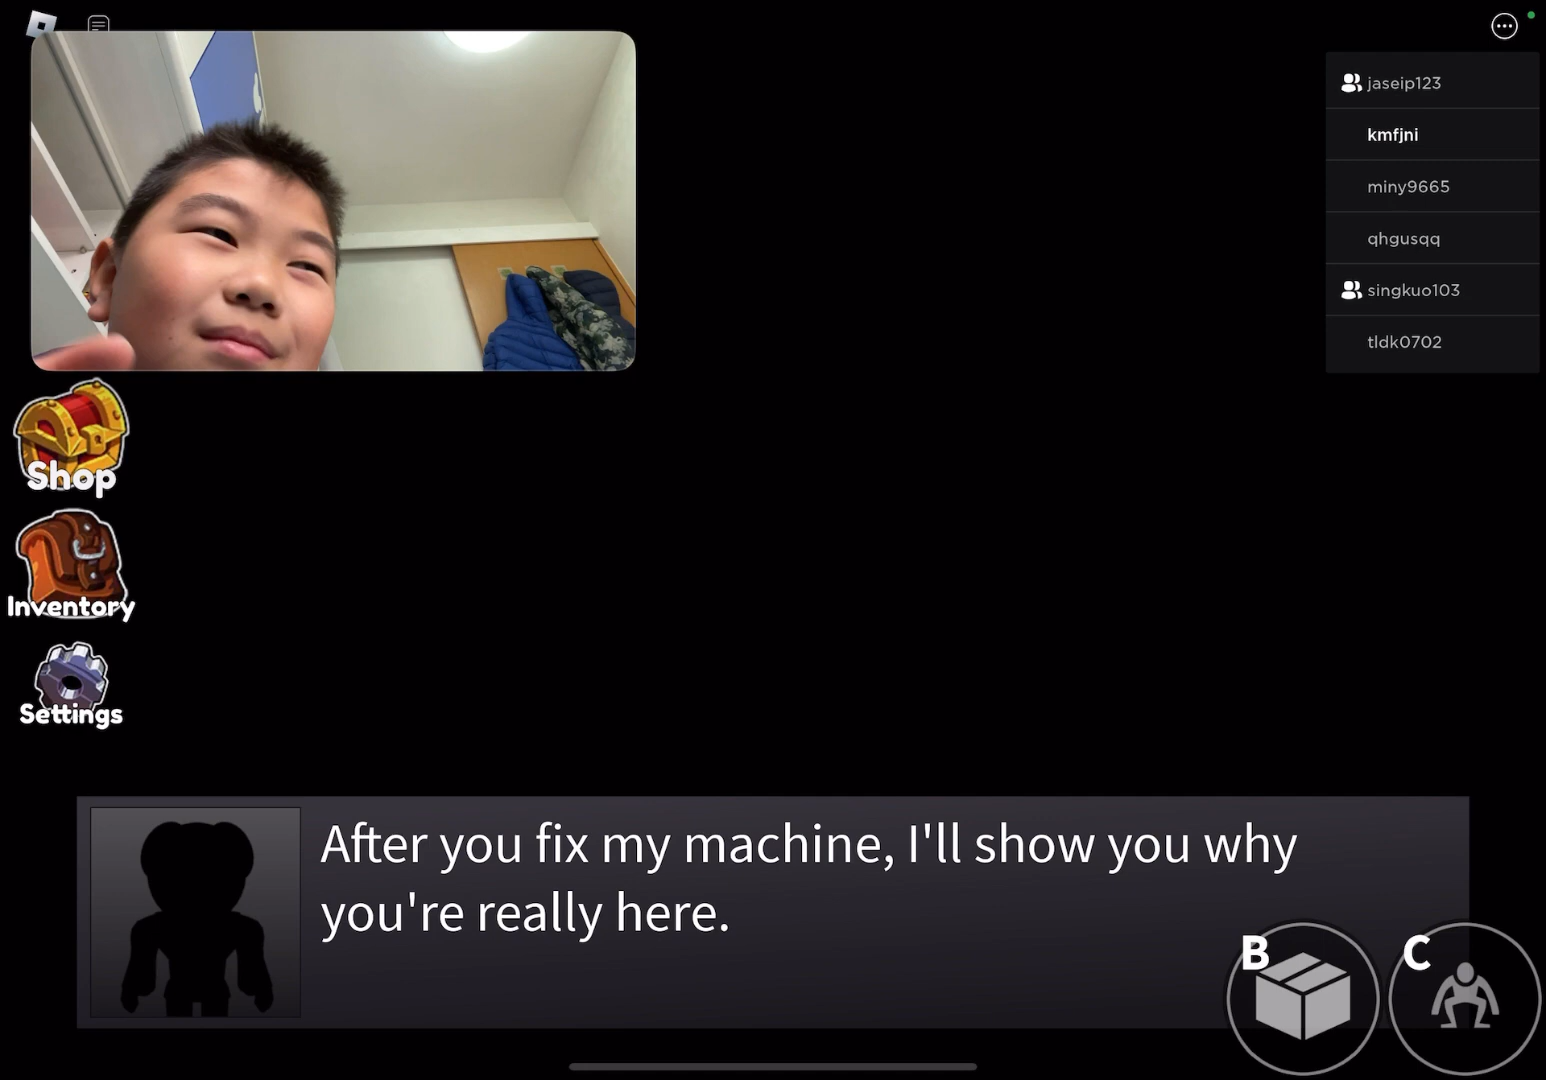 jaseip123
kmfjni
miny9665
qhgusqq
singkuo103
tldk0702
Shop
Inventory
Settings
After you fix my machine, I'll show you why
you're really here.
B
C